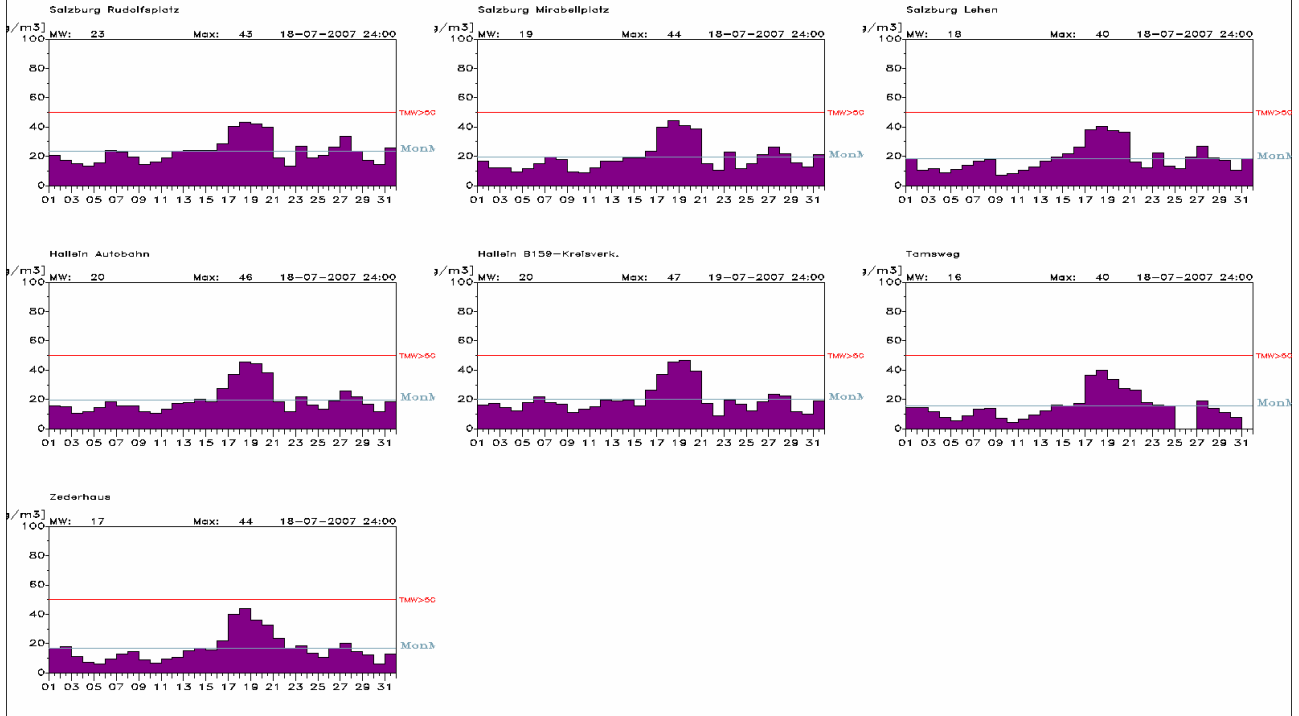 Salzburg Rudolfsplatz
g/m3] MW: 23 Max: 43 18-07-2007 24:00
100
80
60
TMW>50
40
MonM
20
0
01 03 05 07 09 11 13 15 17 19 21 23 25 27 29 31
Salzburg Mirabellplatz
g/m3] MW: 19 Max: 44 18-07-2007 24:00
100
80
60
TMW>50
40
MonM
20
0
01 03 05 07 09 11 13 15 17 19 21 23 25 27 29 31
Salzburg Lehen
g/m3] MW: 18 Max: 40 18-07-2007 24:00
100
80
60
TMW>50
40
MonM
20
0
01 03 05 07 09 11 13 15 17 19 21 23 25 27 29 31
Hallein Autobahn
g/m3] MW: 20 Max: 46 18-07-2007 24:00
100
80
60
TMW>50
40
MonM
20
0
01 03 05 07 09 11 13 15 17 19 21 23 25 27 29 31
Hallein B159-Kreisverk.
g/m3] MW: 20 Max: 47 19-07-2007 24:00
100
80
60
TMW>50
40
MonM
20
0
01 03 05 07 09 11 13 15 17 19 21 23 25 27 29 31
Tamsweg
g/m3] MW: 16 Max: 40 18-07-2007 24:00
100
80
60
TMW>50
40
MonM
20
0
01 03 05 07 09 11 13 15 17 19 21 23 25 27 29 31
Zederhaus
g/m3] MW: 17 Max: 44 18-07-2007 24:00
100
80
60
TMW>50
40
MonM
20
0
01 03 05 07 09 11 13 15 17 19 21 23 25 27 29 31